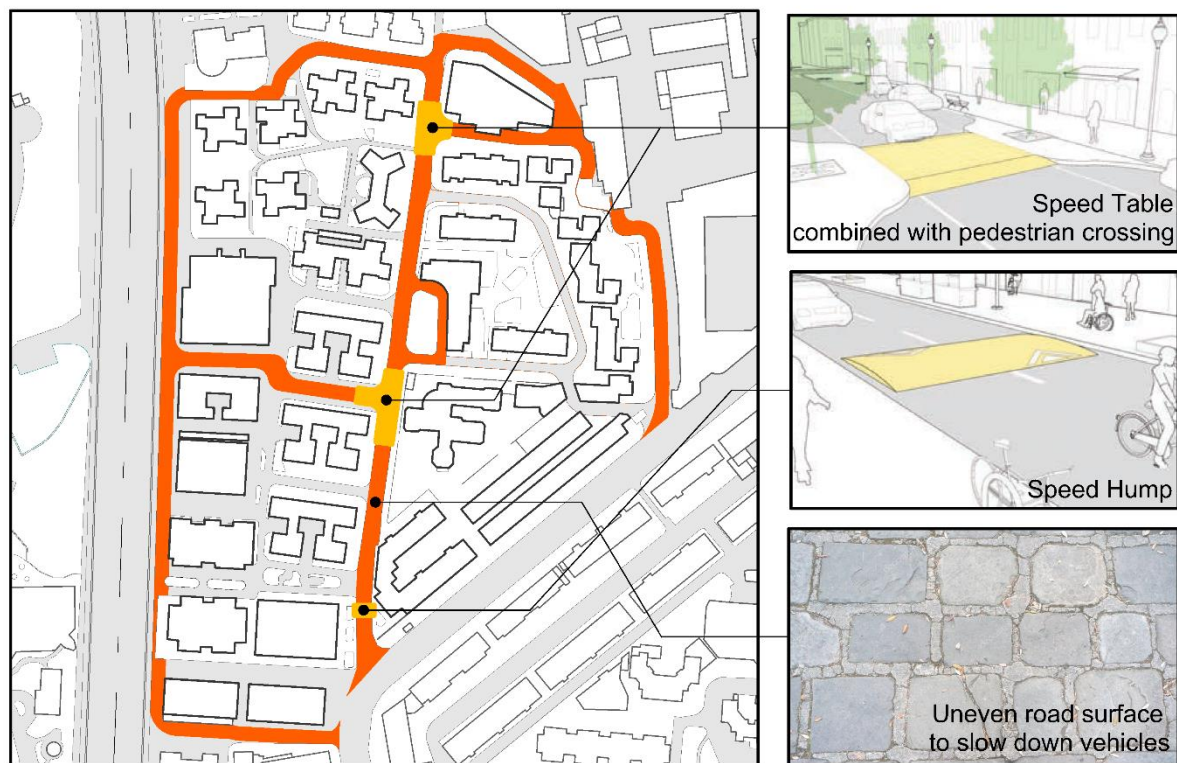 Speed Table
combined with pedestrian crossing
Speed Hump
Uneven road surface
to slow down vehicles